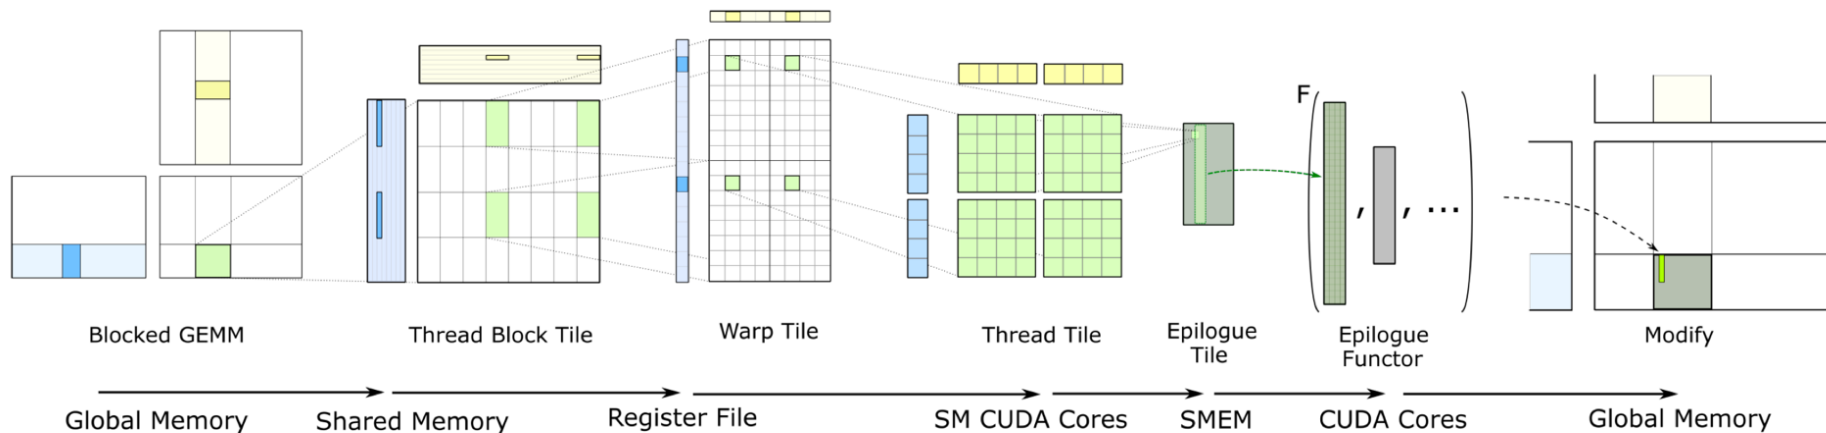 F
, , ...
Blocked GEMM
Thread Block Tile
Warp Tile
Thread Tile
Epilogue
Tile
Epilogue
Functor
Modify
Global Memory
Shared Memory
Register File
SM CUDA Cores
SMEM
CUDA Cores
Global Memory